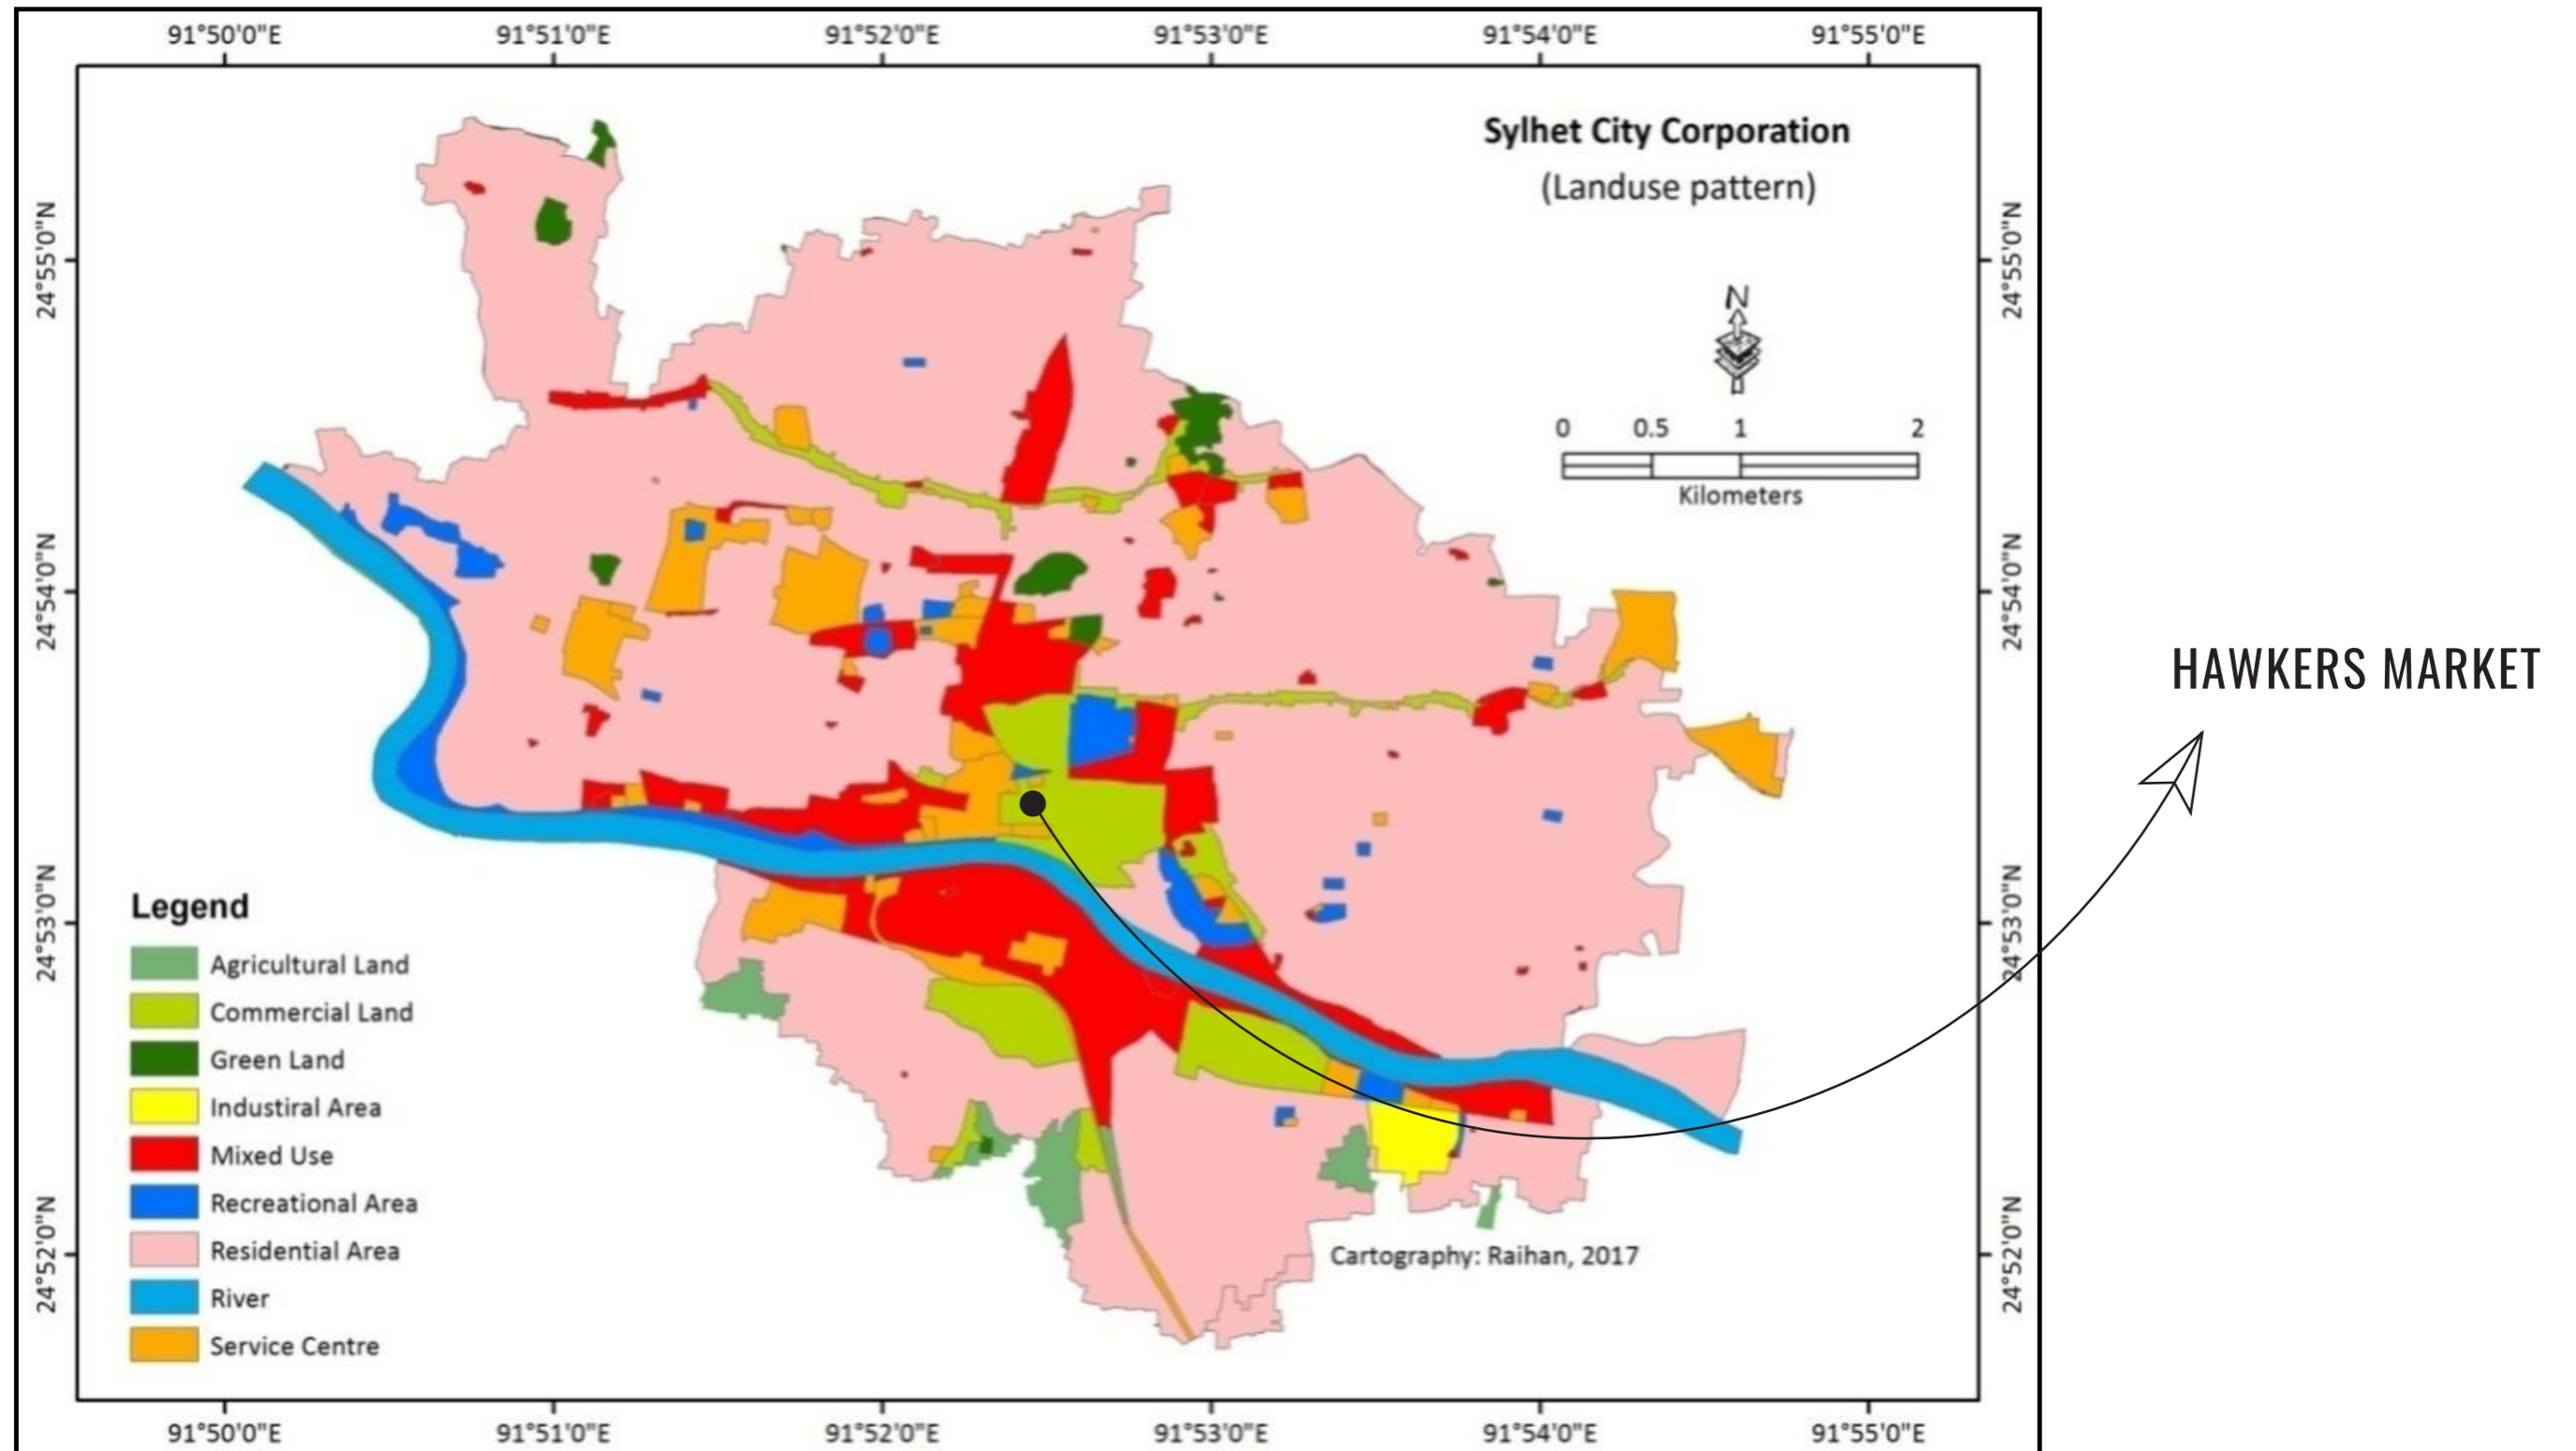 91°50'0"E 91°51'0"E 91°52'0"E 91°53'0"E 91°54'0"E 91°55'0"E
Sylhet City Corporation
(Landuse pattern)
N
0 0.5 1 2
Kilometers
24°55'0"N 24°55'0"N
24°54'0"N 24°54'0"N
HAWKERS MARKET
24°53'0"N 24°53'0"N
Legend
Agricultural Land
Commercial Land
Green Land
Industiral Area
Mixed Use
Recreational Area
Residential Area
River
Service Centre
24°52'0"N 24°52'0"N
Cartography: Raihan, 2017
91°50'0"E 91°51'0"E 91°52'0"E 91°53'0"E 91°54'0"E 91°55'0"E